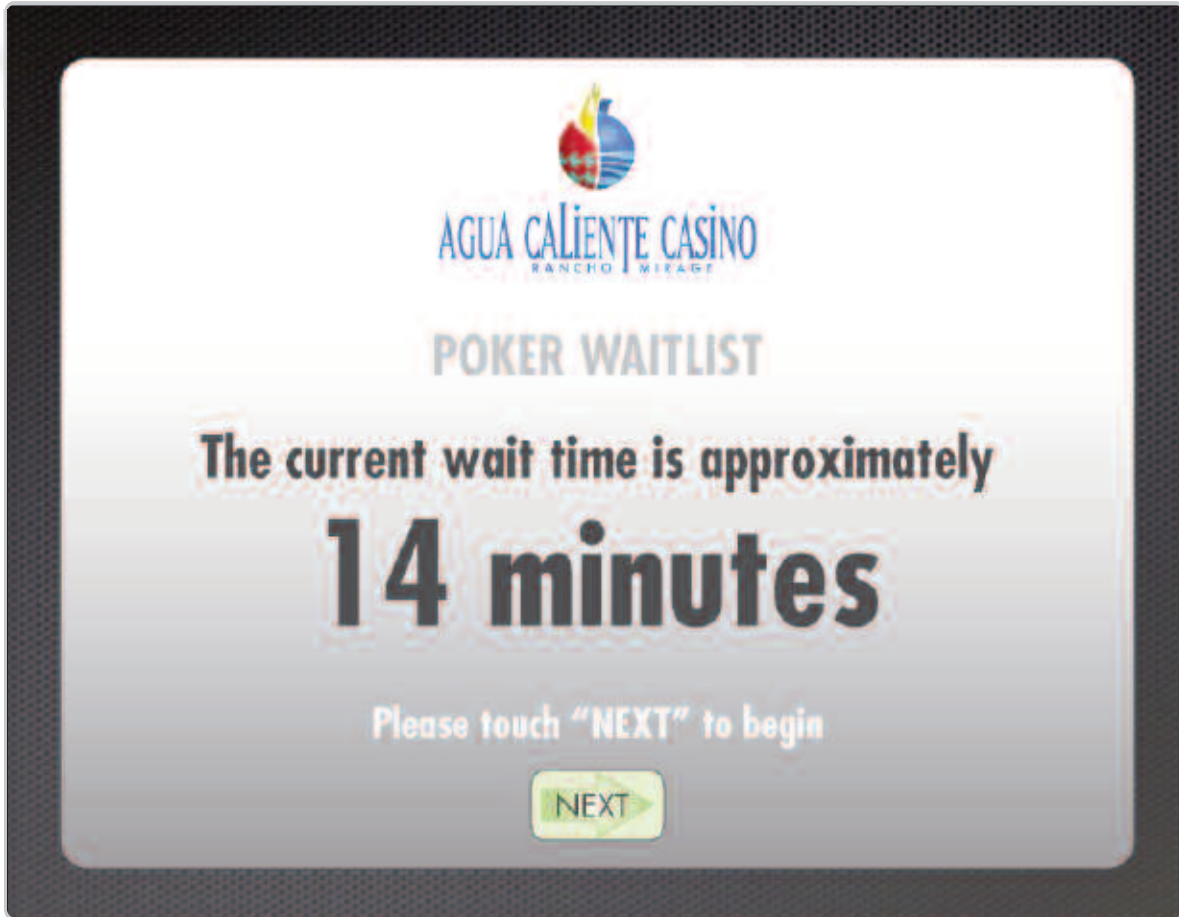 AGUA CALIENTE CASINO
RANCHO MIRAGE
POKER WAITLIST
The current wait time is approximately
14 minutes
Please touch “NEXT” to begin
NEXT